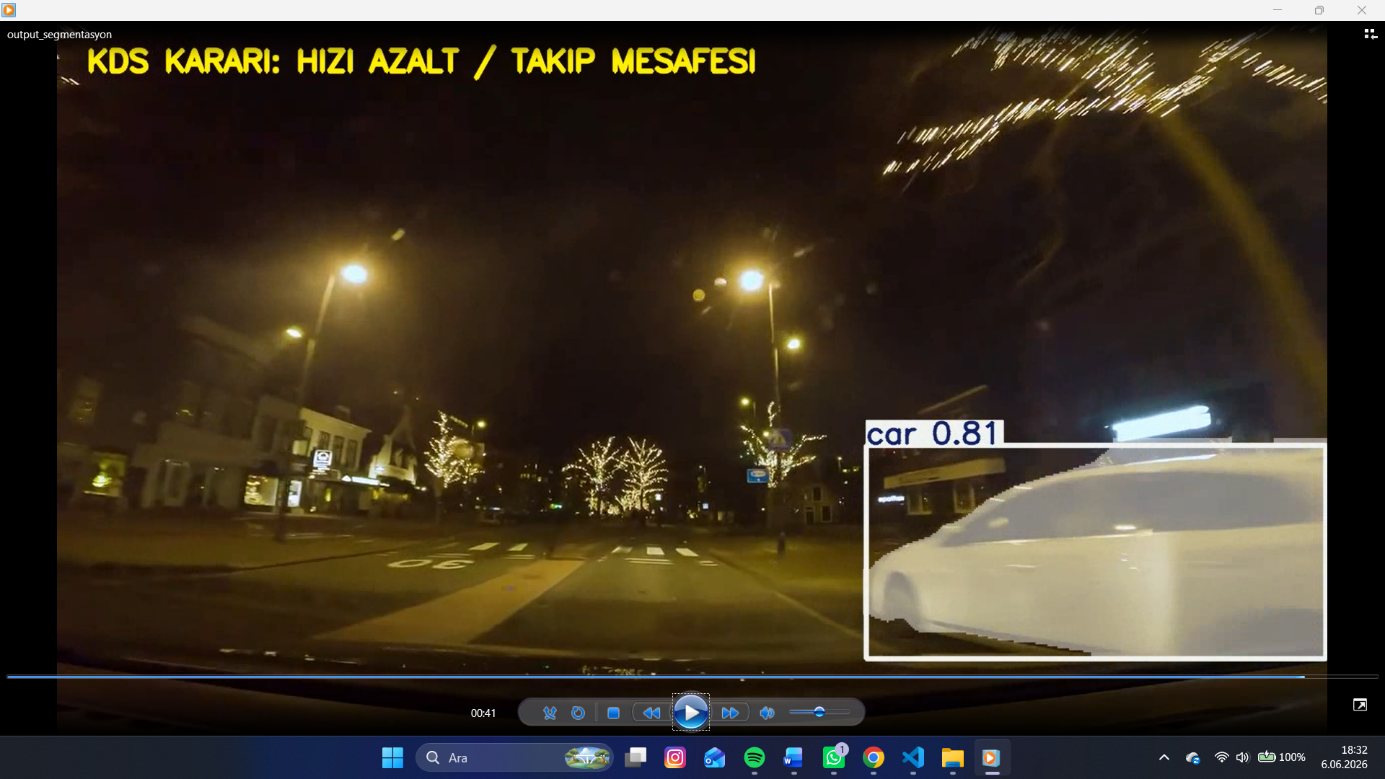 output_segmentasyon
KDS KARARI: HIZI AZALT / TAKIP MESAFESI
car 0.81
00:41
Ara
1
100%
18:32
6.06.2026